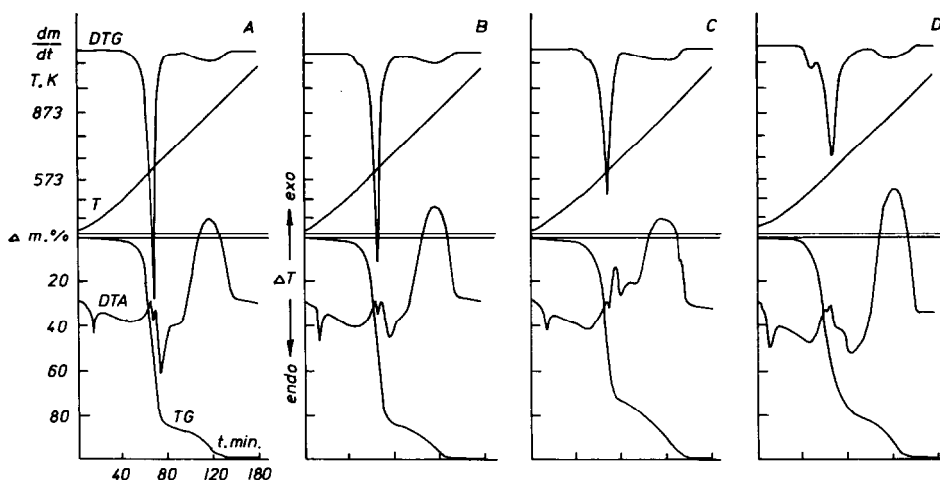 A
B
C
D
dm
dt
DTG
T, K
873
573
T
Δ m.%
20
40
60
80
DTA
TG
t.min.
40 80 120 180
exo
ΔT
endo